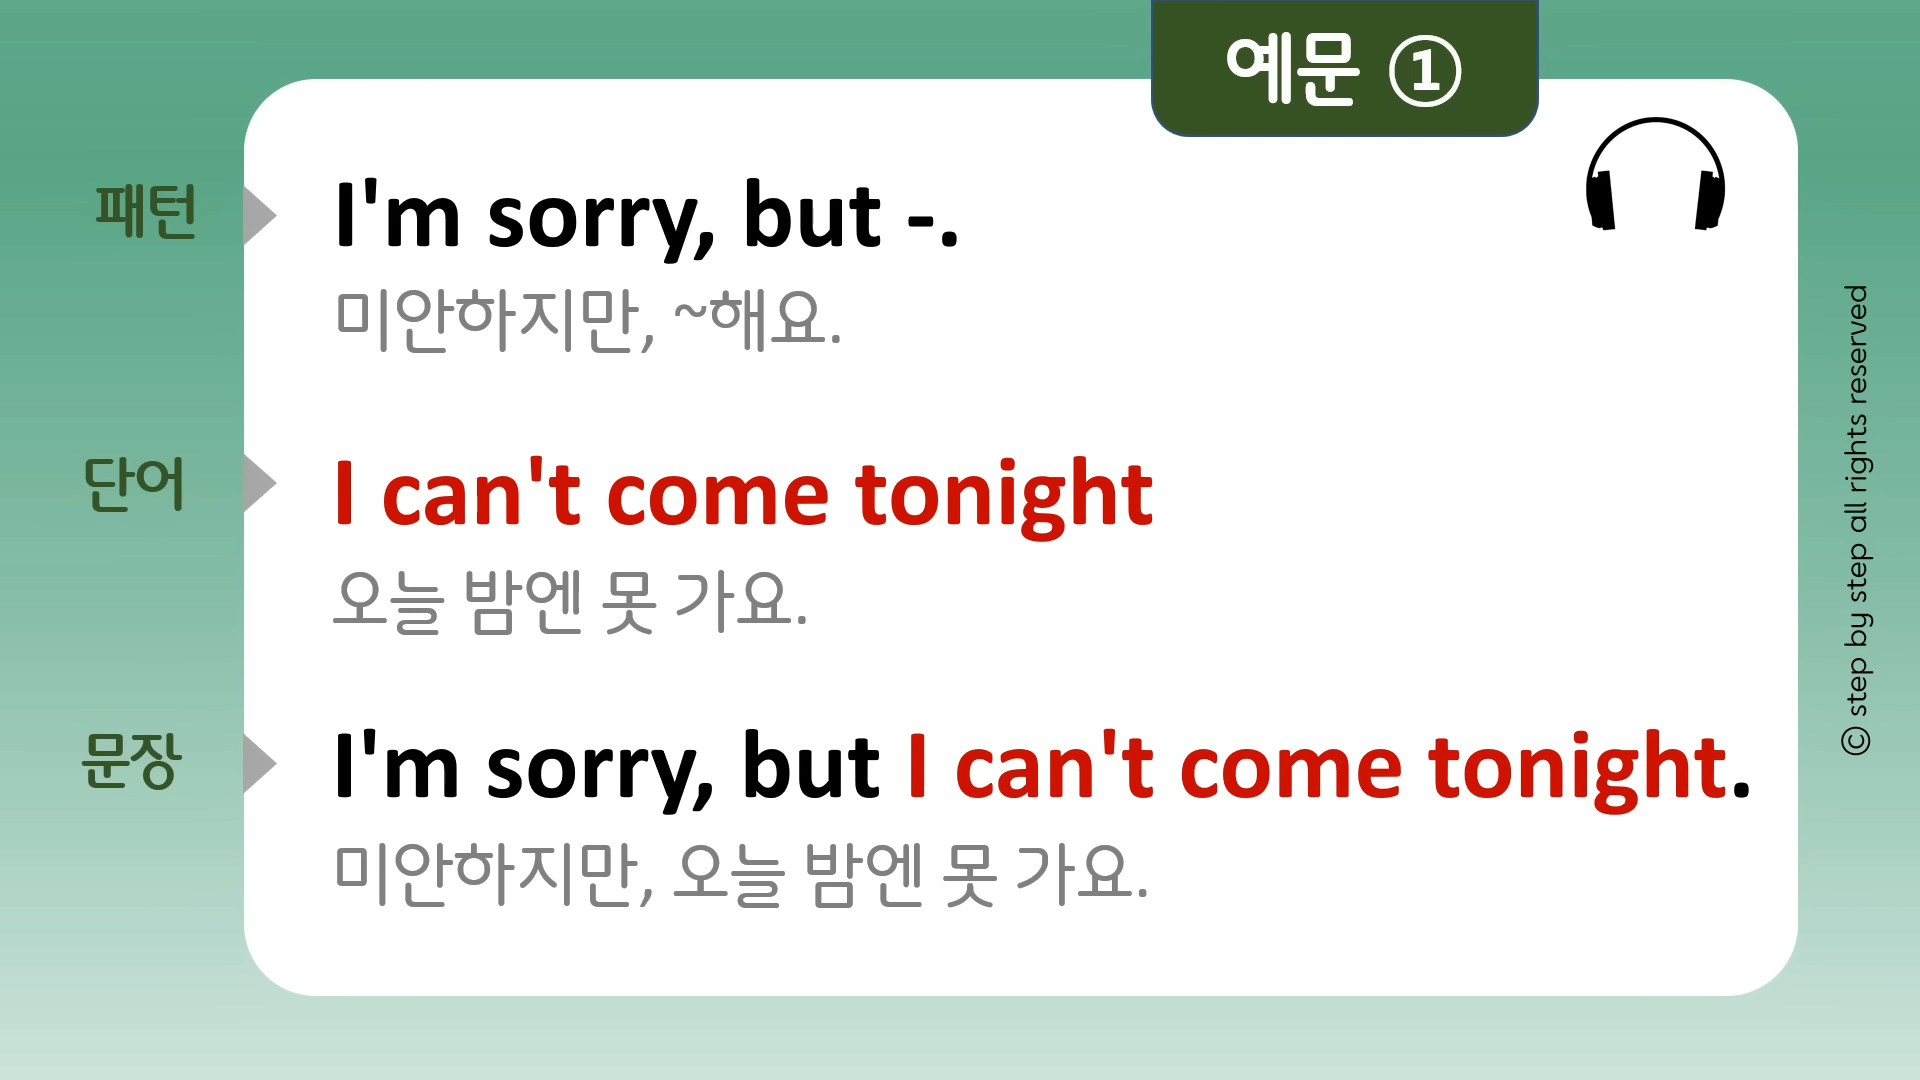 예문 ①
패턴
I'm sorry, but -.
미안하지만, ~해요.
단어
I can't come tonight
오늘 밤엔 못 가요.
문장
I'm sorry, but I can't come tonight.
미안하지만, 오늘 밤엔 못 가요.
© step by step all rights reserved